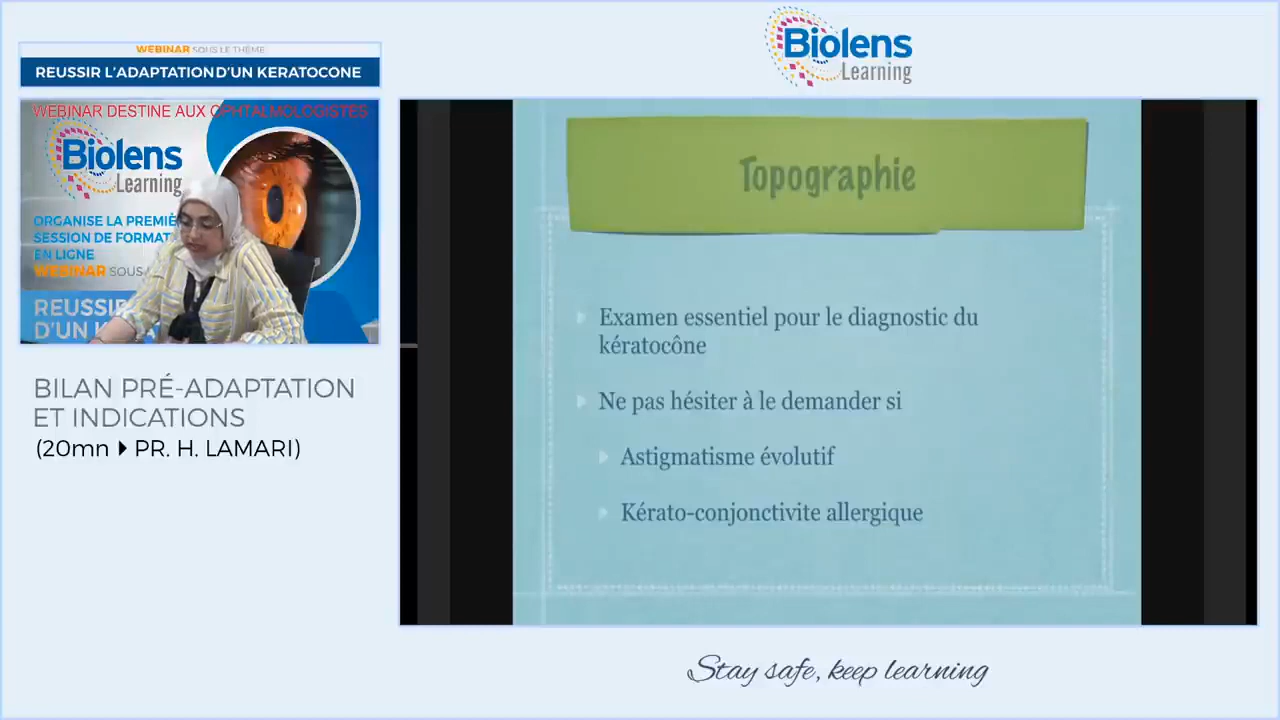 WEBINAR SOUS LE THÈME
REUSSIR L'ADAPTATION D'UN KERATOCONE
WEBINAR DESTINE AUX OPHTALMOLOGISTES
Biolens
Learning
ORGANISE LA PREMIÈ
SESSION DE FORMAT
EN LIGNE
WEBINAR SOUS
REUSSI
D'UN K
BILAN PRÉ-ADAPTATION
ET INDICATIONS
(20mn PR. H. LAMARI)
Biolens
Learning
Topographie
Examen essentiel pour le diagnostic du
kératocône
Ne pas hésiter à le demander si
Astigmatisme évolutif
Kérato-conjonctivite allergique
Stay safe, keep learning